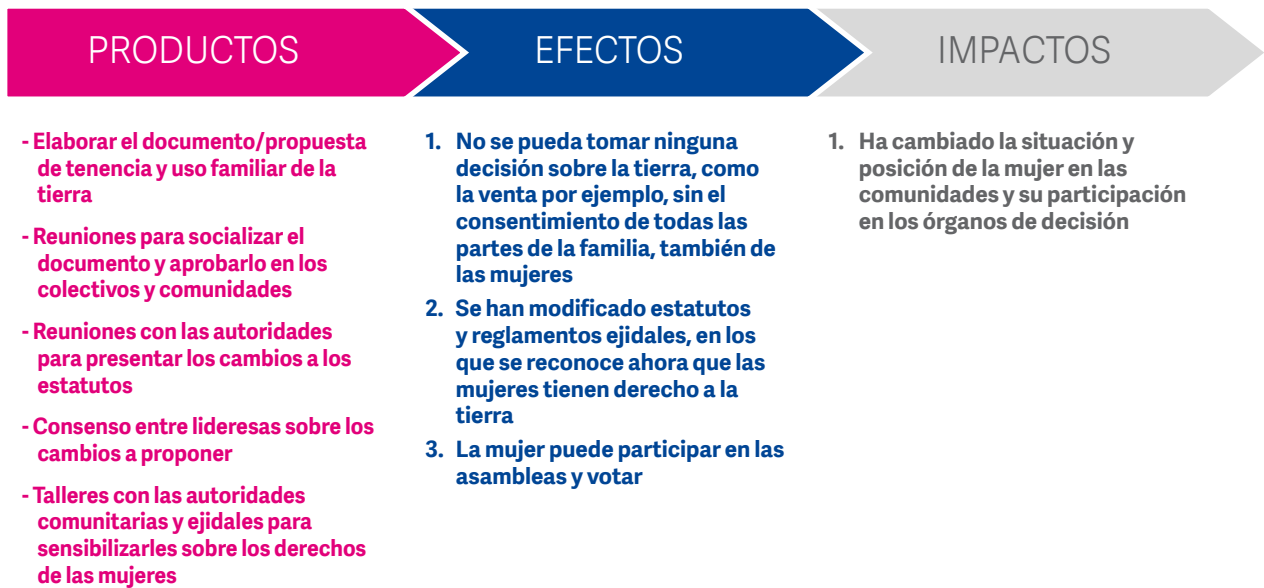 PRODUCTOS
EFECTOS
IMPACTOS
- Elaborar el documento/propuesta
de tenencia y uso familiar de la
tierra
- Reuniones para socializar el
documento y aprobarlo en los
colectivos y comunidades
- Reuniones con las autoridades
para presentar los cambios a los
estatutos
- Consenso entre lideresas sobre los
cambios a proponer
- Talleres con las autoridades
comunitarias y ejidales para
sensibilizarles sobre los derechos
de las mujeres
1. No se pueda tomar ninguna
decisión sobre la tierra, como
la venta por ejemplo, sin el
consentimiento de todas las
partes de la familia, también de
las mujeres
2. Se han modificado estatutos
y reglamentos ejidales, en los
que se reconoce ahora que las
mujeres tienen derecho a la
tierra
3. La mujer puede participar en las
asambleas y votar
1. Ha cambiado la situación y
posición de la mujer en las
comunidades y su participación
en los órganos de decisión